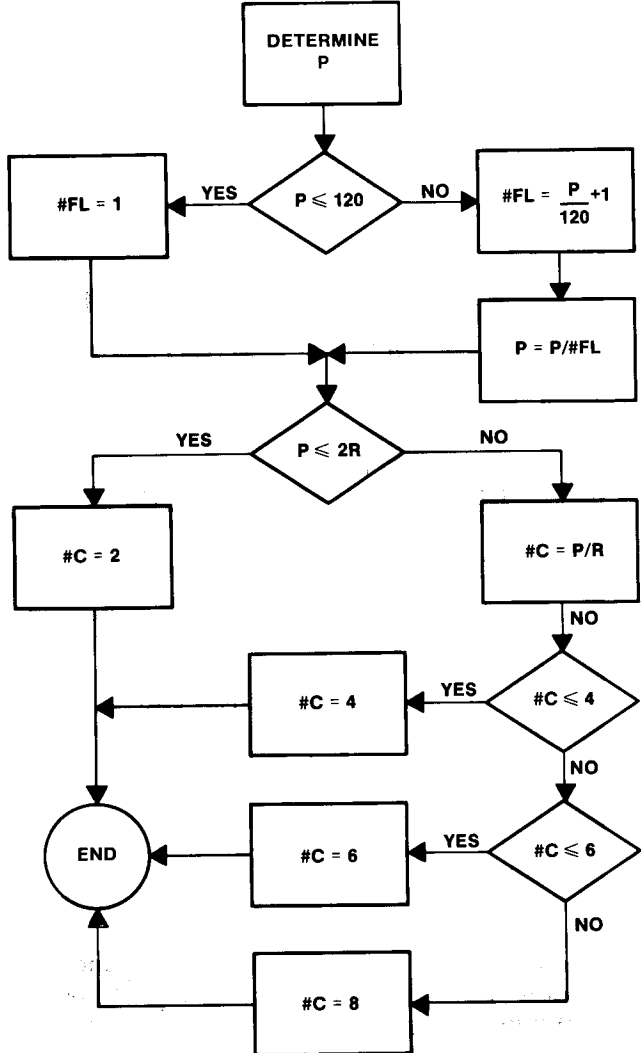 DETERMINE
P
YES
NO
#FL = 1
P ≤ 120
#FL = P/120 +1
P = P/#FL
YES
NO
P ≤ 2R
#C = 2
#C = P/R
NO
YES
#C = 4
#C ≤ 4
NO
END
#C = 6
YES
#C ≤ 6
NO
#C = 8